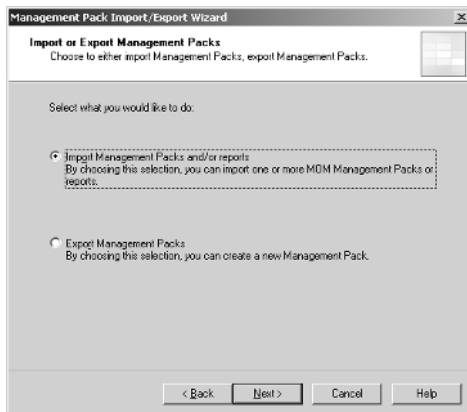 Management Pack Import/Export Wizard
Import or Export Management Packs
Choose to either import Management Packs, export Management Packs.
Select what you would like to do:
Import Management Packs and/or reports
By choosing this selection, you can import one or more MOM Management Packs or
reports.
Export Management Packs
By choosing this selection, you can create a new Management Pack.
< Back
Next >
Cancel
Help